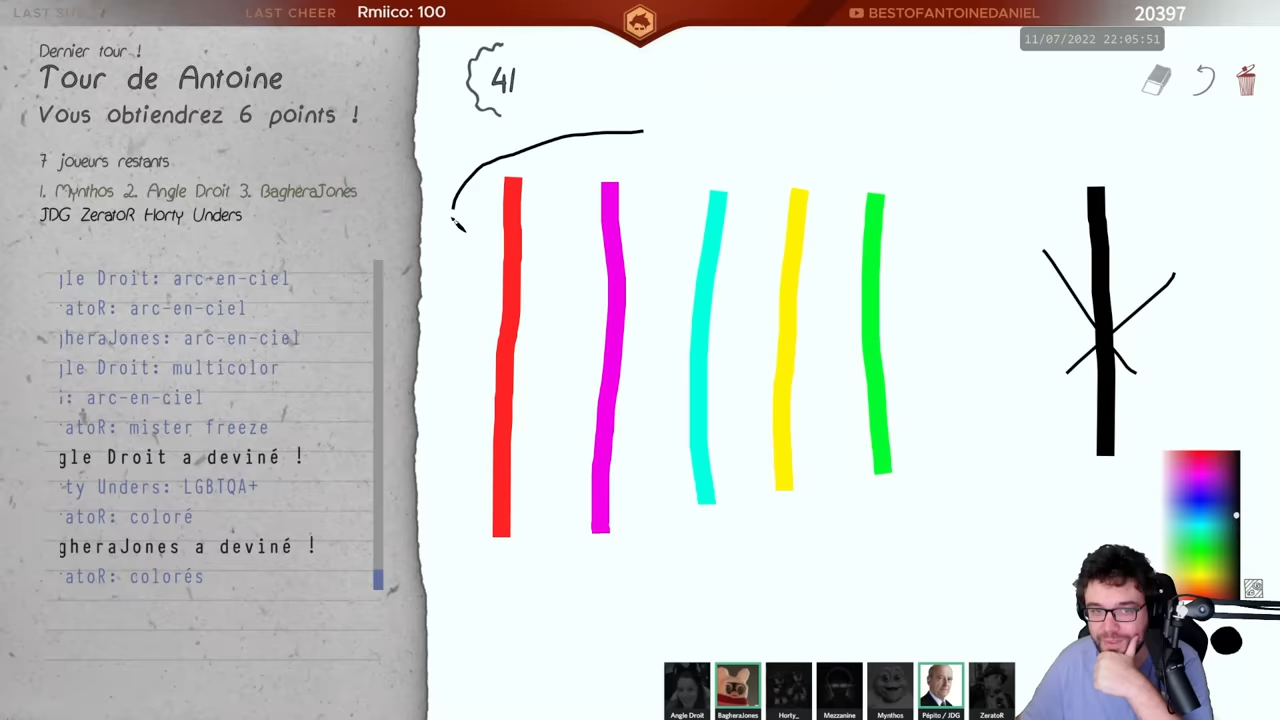 LAST SUB
LAST CHEER
Rmiico: 100
BESTOFANTOINEDANIEL
20397
11/07/2022 22:05:51
Dernier tour !
Tour de Antoine
Vous obtiendrez 6 points !
7 joueurs restants
1. Mynthos 2. Angle Droit 3. BagheraJones
JDG ZeratoR Horty Unders
gle Droit: arc-en-ciel
atoR: arc-en-ciel
gheraJones: arc-en-ciel
gle Droit: multicolor
: arc-en-ciel
atoR: mister freeze
gle Droit a deviné !
ty Unders: LGBTQA+
atoR: coloré
gheraJones a deviné !
atoR: colorés
41
Angle Droit
BagheraJones
Horty_
Mezzanine
Mynthos
Pépito / JDG
ZeratoR